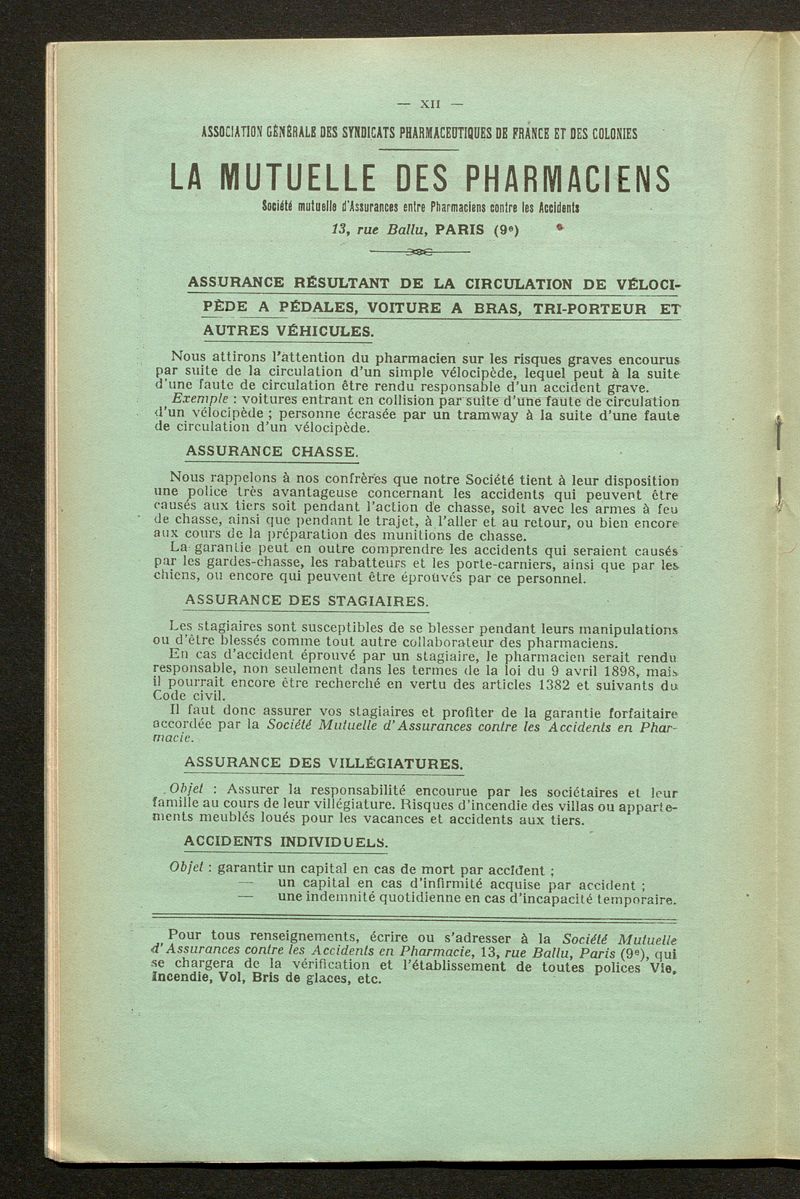 — XII —
ASSOCIATION GÉNÉRALE DES SYNDICATS PHARMACEUTIQUES DE FRANCE ET DES COLONIES
LA MUTUELLE DES PHARMACIENS
Société mutuelle d'Assurances entre Pharmaciens contre les Accidents
13, rue Ballu, PARIS (9e)
ASSURANCE RÉSULTANT DE LA CIRCULATION DE VÉLOCI-
PÈDE A PÉDALES, VOITURE A BRAS, TRI-PORTEUR ET
AUTRES VÉHICULES.
Nous attirons l'attention du pharmacien sur les risques graves encourus
par suite de la circulation d'un simple vélocipède, lequel peut à la suite
d'une faute de circulation être rendu responsable d'un accident grave.
Exemple : voitures entrant en collision par suite d'une faute de circulation
d'un vélocipède ; personne écrasée par un tramway à la suite d'une faute
de circulation d'un vélocipède.
ASSURANCE CHASSE.
Nous rappelons à nos confrères que notre Société tient à leur disposition
une police très avantageuse concernant les accidents qui peuvent être
causés aux tiers soit pendant l'action de chasse, soit avec les armes à feu
de chasse, ainsi que pendant le trajet, à l'aller et au retour, ou bien encore
aux cours de la préparation des munitions de chasse.
La garantie peut en outre comprendre les accidents qui seraient causés
par les gardes-chasse, les rabatteurs et les porte-carniers, ainsi que par les
chiens, ou encore qui peuvent être éprouvés par ce personnel.
ASSURANCE DES STAGIAIRES.
Les stagiaires sont susceptibles de se blesser pendant leurs manipulations
ou d'être blessés comme tout autre collaborateur des pharmaciens.
En cas d'accident éprouvé par un stagiaire, le pharmacien serait rendu
responsable, non seulement dans les termes de la loi du 9 avril 1898, mais
il pourrait encore être recherché en vertu des articles 1382 et suivants du
Code civil.
Il faut donc assurer vos stagiaires et profiter de la garantie forfaitaire
accordée par la Société Mutuelle d'Assurances contre les Accidents en Phar-
macie.
ASSURANCE DES VILLÉGIATURES.
Objet : Assurer la responsabilité encourue par les sociétaires et leur
famille au cours de leur villégiature. Risques d'incendie des villas ou apparte-
ments meublés loués pour les vacances et accidents aux tiers.
ACCIDENTS INDIVIDUELS.
Objet : garantir un capital en cas de mort par accident ;
— un capital en cas d'infirmité acquise par accident ;
— une indemnité quotidienne en cas d'incapacité temporaire.
Pour tous renseignements, écrire ou s'adresser à la Société Mutuelle
d'Assurances contre les Accidents en Pharmacie, 13, rue Ballu, Paris (9e), qui
se chargera de la vérification et l'établissement de toutes polices Vie,
Incendie, Vol, Bris de glaces, etc.